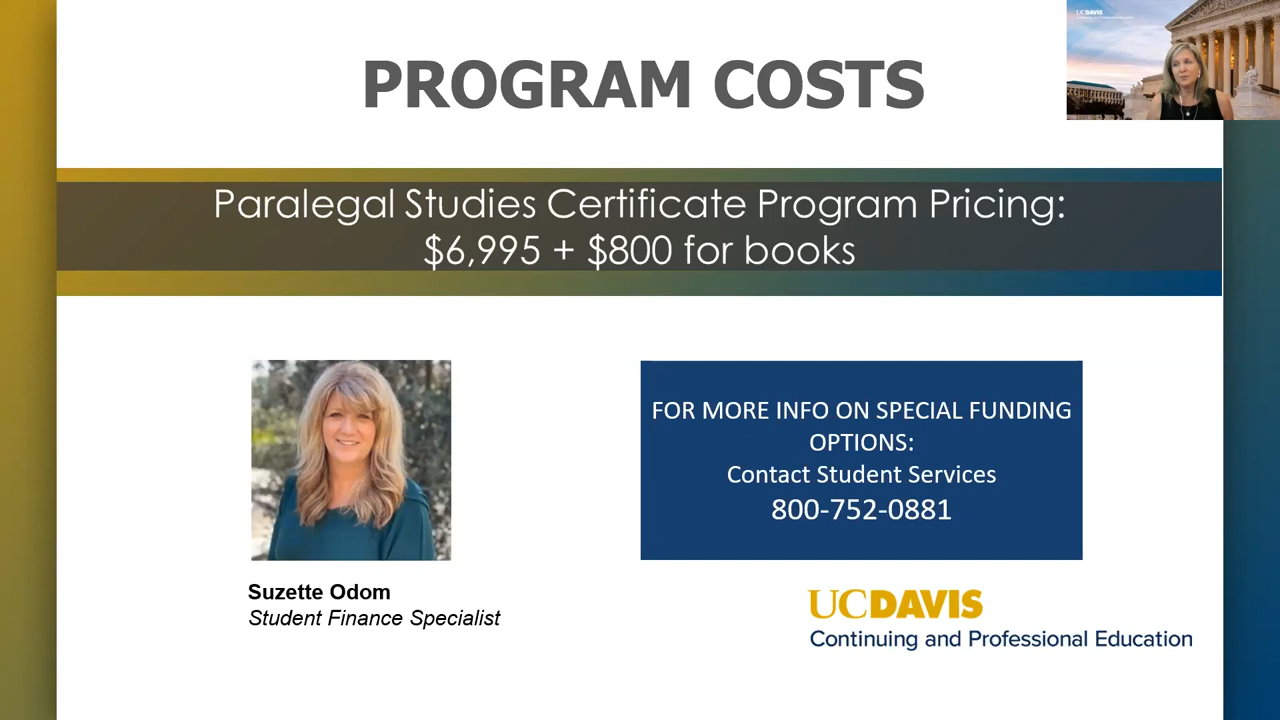 UCDAVIS
PROGRAM COSTS
Paralegal Studies Certificate Program Pricing:
$6,995 + $800 for books
FOR MORE INFO ON SPECIAL FUNDING
OPTIONS:
Contact Student Services
800-752-0881
Suzette Odom
Student Finance Specialist
UCDAVIS
Continuing and Professional Education